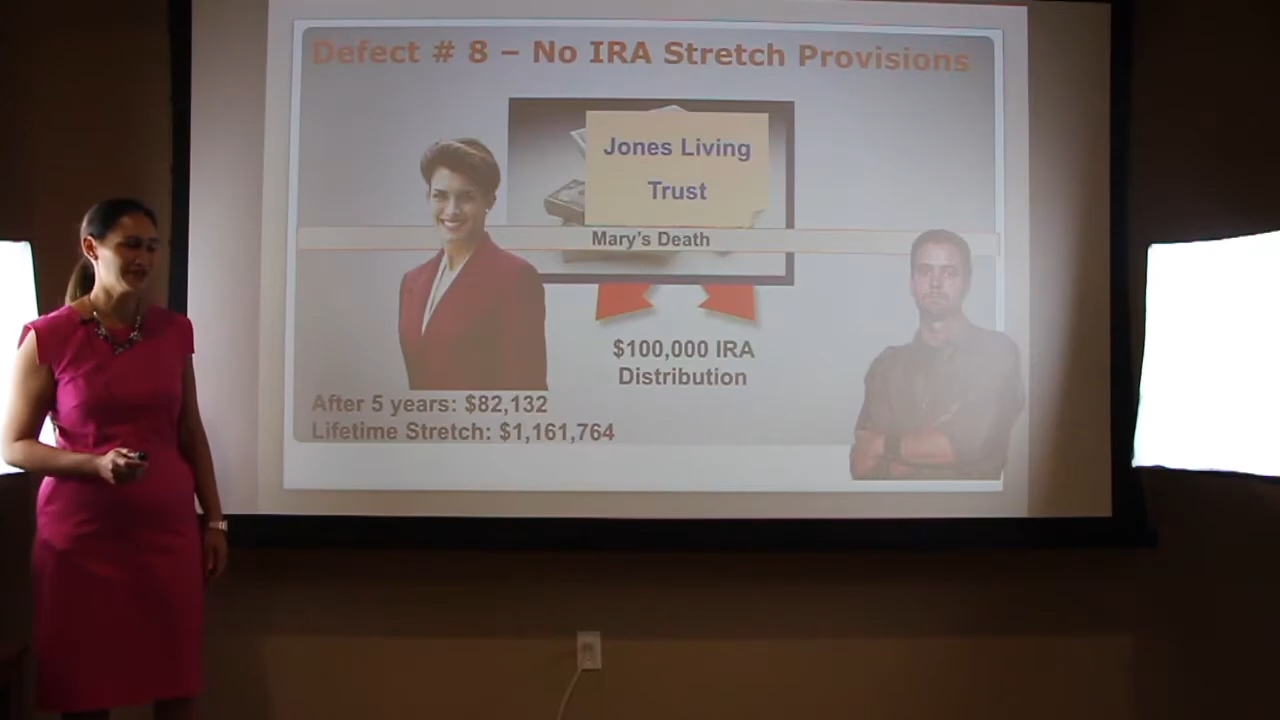 Defect # 8 – No IRA Stretch Provisions
Jones Living
Trust
Mary's Death
$100,000 IRA
Distribution
After 5 years: $82,132
Lifetime Stretch: $1,161,764